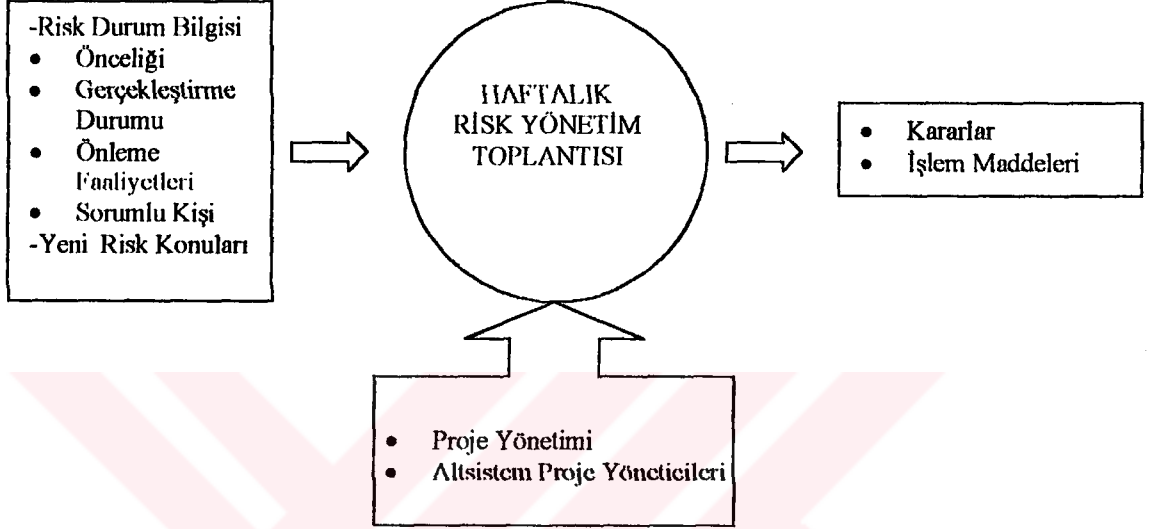 -Risk Durum Bilgisi
• Önceliği
• Gerçekleştirme
Durumu
• Önleme
Faaliyetleri
• Sorumlu Kişi
-Yeni Risk Konuları
HAFTALIK
RİSK YÖNETİM
TOPLANTISI
• Kararlar
• İşlem Maddeleri
• Proje Yönetimi
• Altsistem Proje Yöneticileri